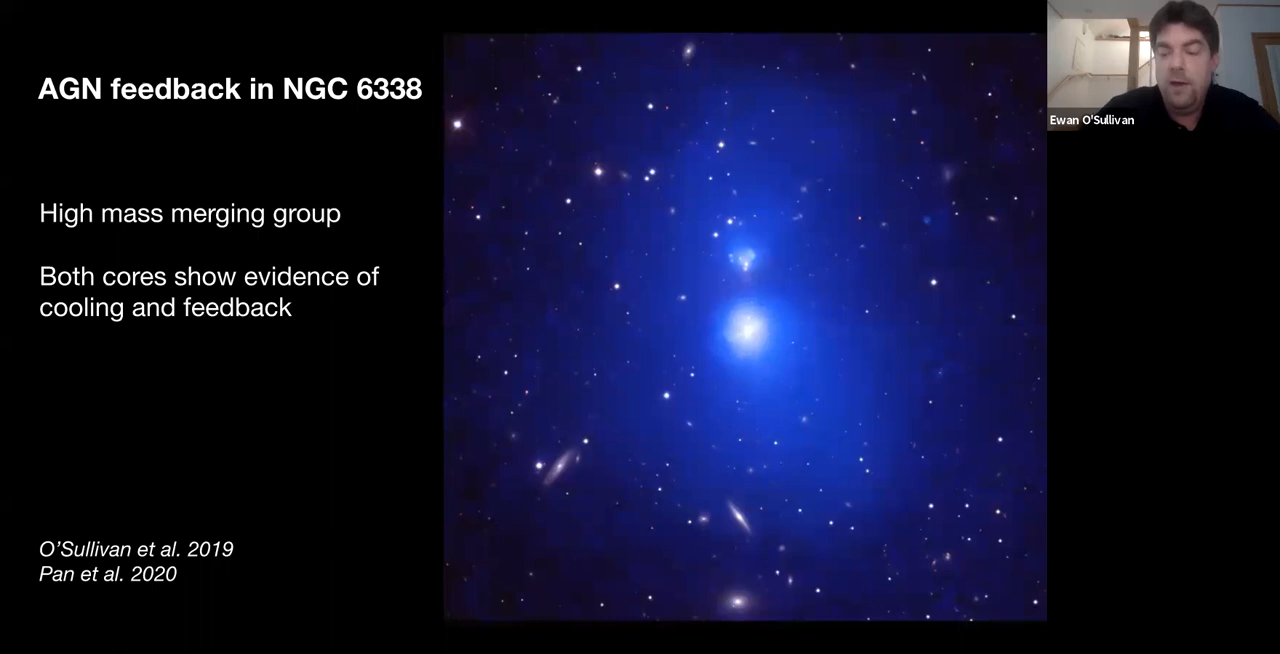 AGN feedback in NGC 6338
High mass merging group
Both cores show evidence of
cooling and feedback
O’Sullivan et al. 2019
Pan et al. 2020
Ewan O'Sullivan